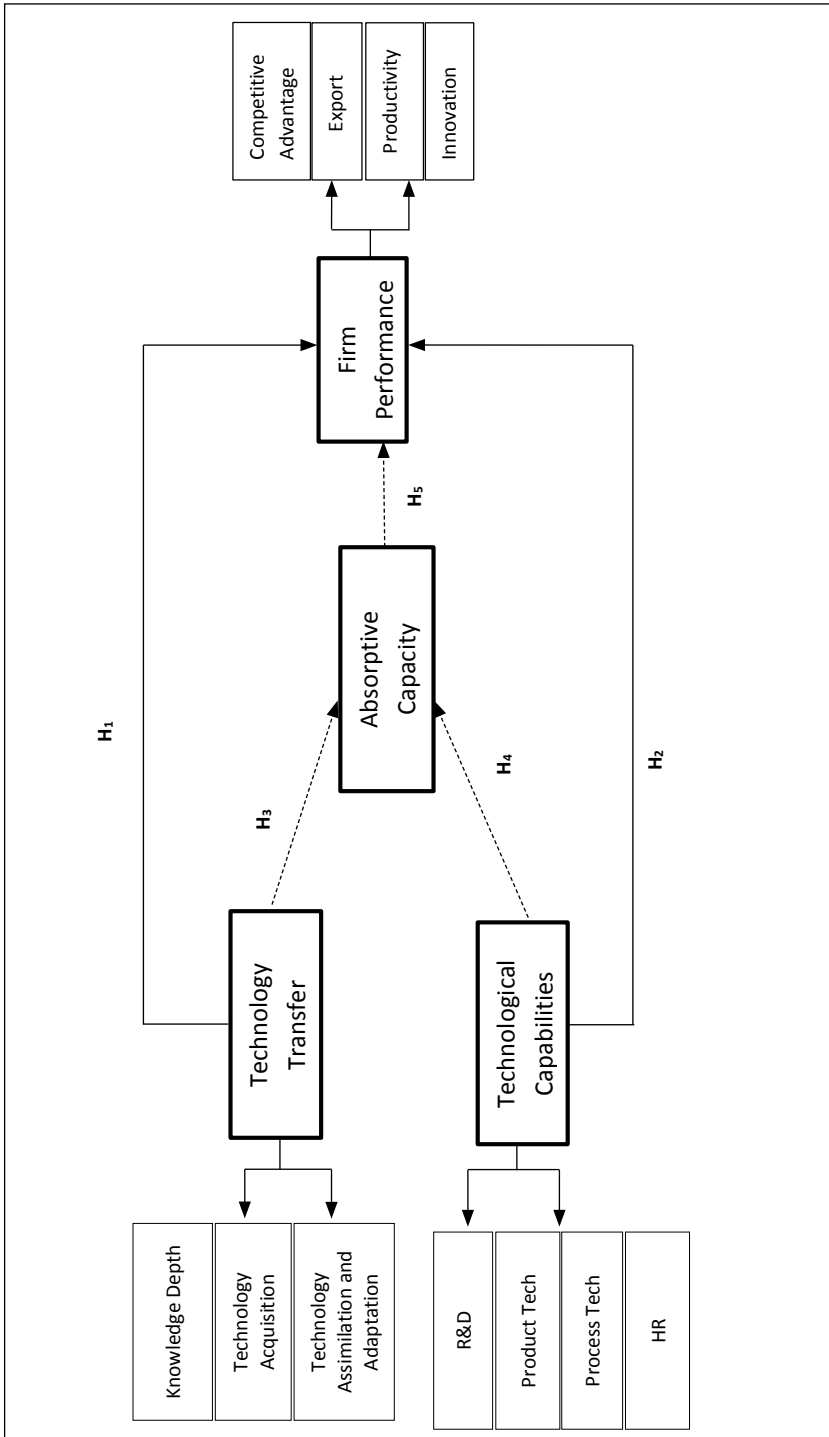 Knowledge Depth
Technology
Acquisition
Technology
Assimilation and
Adaptation
R&D
Product Tech
Process Tech
HR
Technology
Transfer
Technological
Capabilities
H1
H3
H4
H2
Absorptive
Capacity
H5
Firm
Performance
Competitive
Advantage
Export
Productivity
Innovation